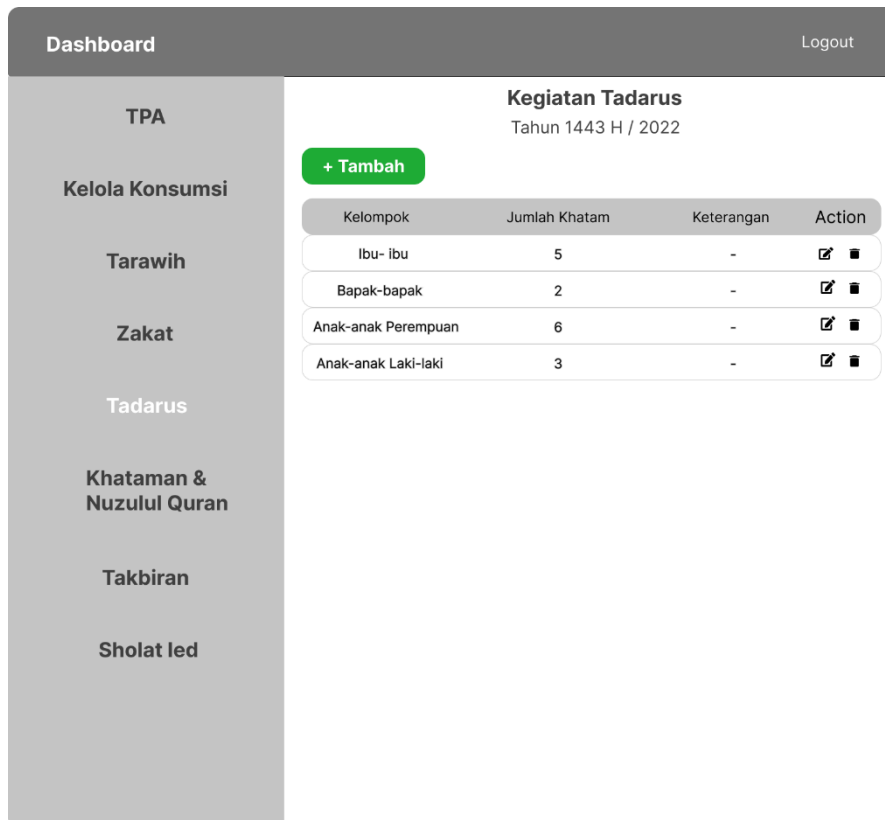 Dashboard
Logout
TPA
Kelola Konsumsi
Tarawih
Zakat
Tadarus
Khataman &
Nuzulul Quran
Takbiran
Sholat Ied
Kegiatan Tadarus
Tahun 1443 H / 2022
+ Tambah
Kelompok Jumlah Khatam Keterangan Action
Ibu- ibu 5 -
Bapak-bapak 2 -
Anak-anak Perempuan 6 -
Anak-anak Laki-laki 3 -